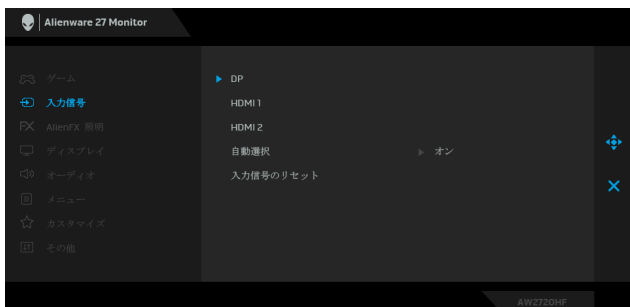 Alienware 27 Monitor
ゲーム
入力信号
AlienFX 照明
ディスプレイ
オーディオ
メニュー
カスタマイズ
その他
DP
HDMI 1
HDMI 2
自動選択 オン
入力信号のリセット
AW2720HF